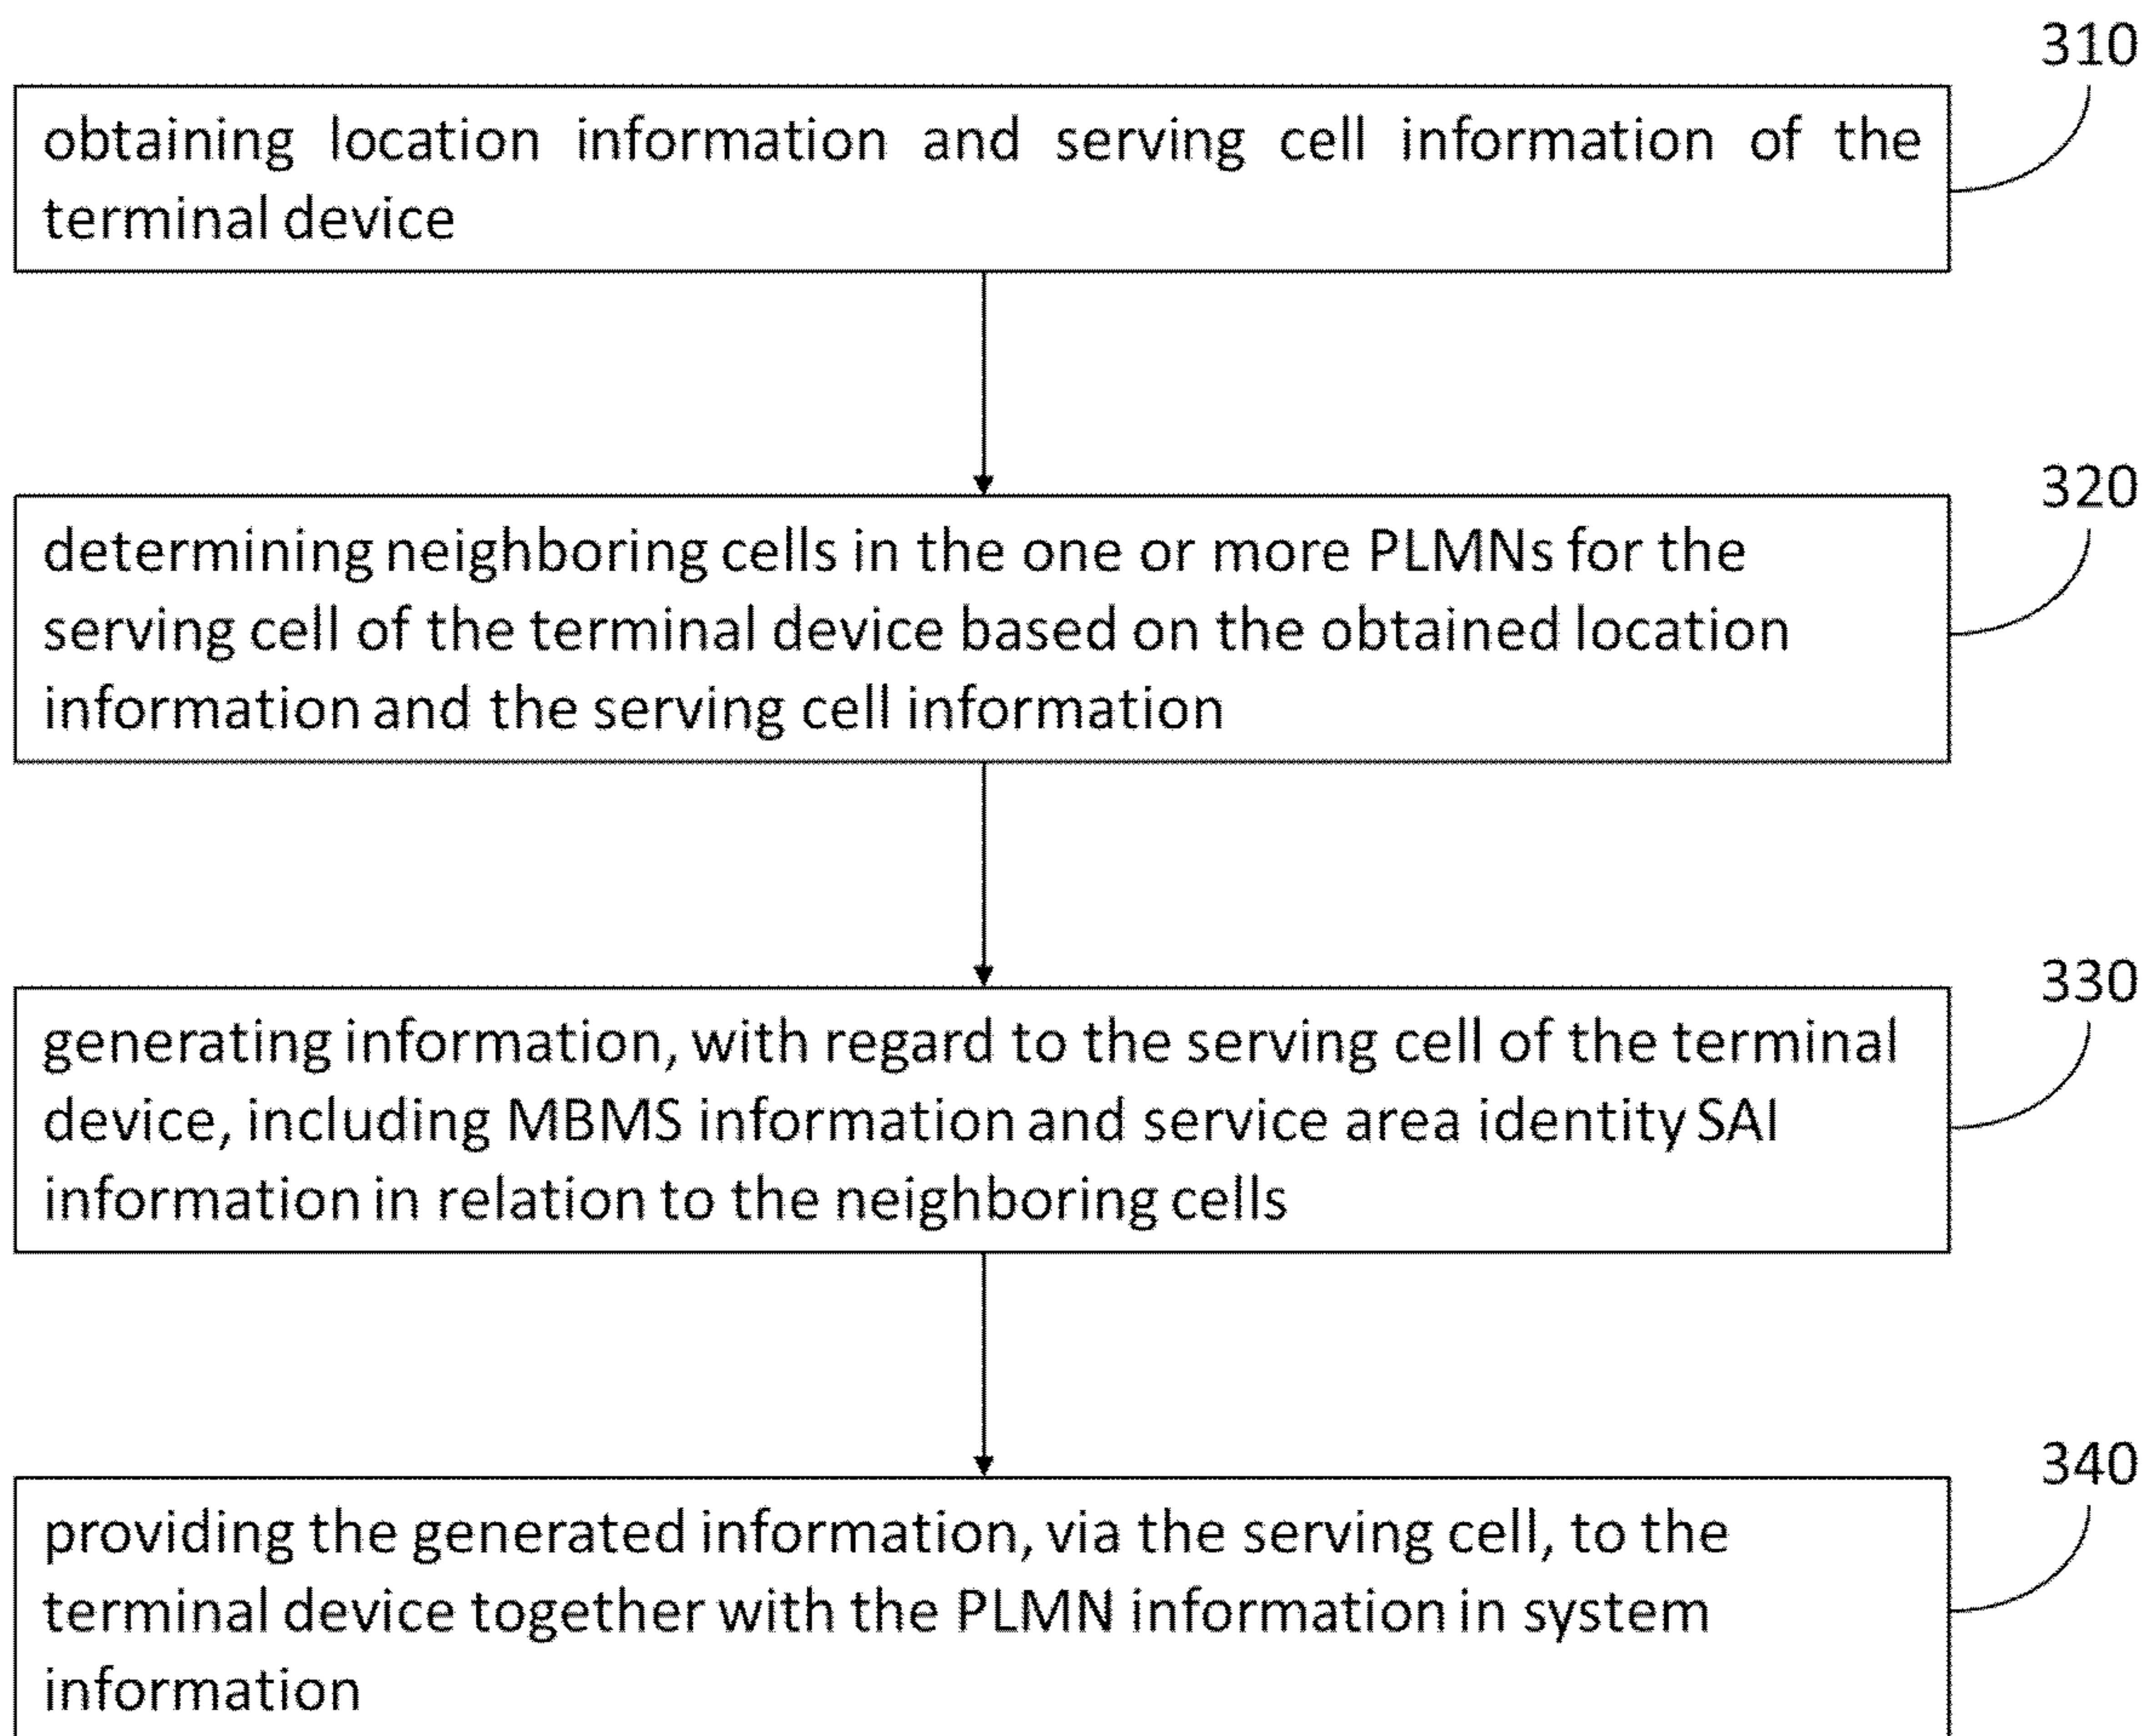 310
obtaining location information and serving cell information of the
terminal device
320
determining neighboring cells in the one or more PLMNs for the
serving cell of the terminal device based on the obtained location
information and the serving cell information
330
generating information, with regard to the serving cell of the terminal
device, including MBMS information and service area identity SAI
information in relation to the neighboring cells
340
providing the generated information, via the serving cell, to the
terminal device together with the PLMN information in system
information